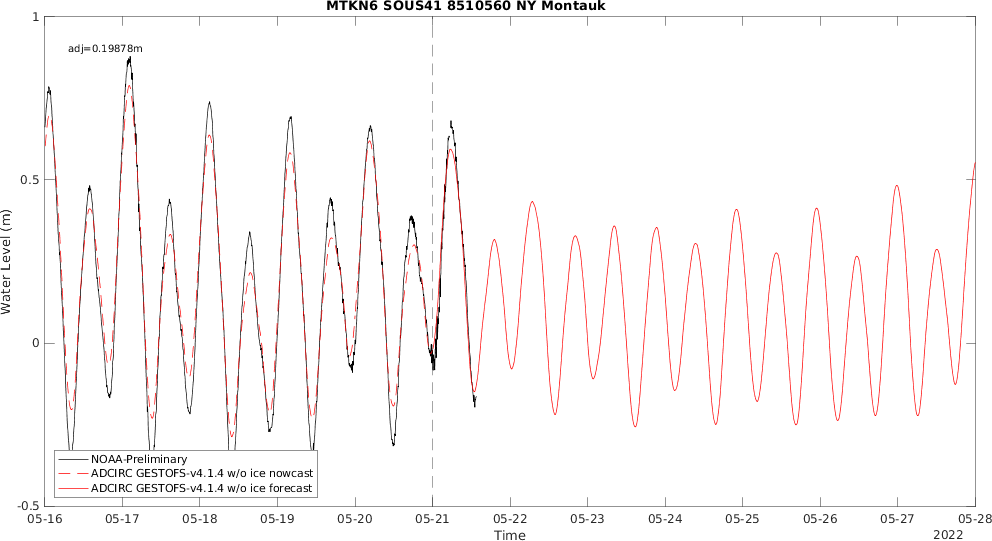 MTKN6 SOUS41 8510560 NY Montauk
adj=0.19878m
1
0.5
0
-0.5
Water Level (m)
NOAA-Preliminary
ADCIRC GESTOFS-v4.1.4 w/o ice nowcast
ADCIRC GESTOFS-v4.1.4 w/o ice forecast
05-16 05-17 05-18 05-19 05-20 05-21 05-22 05-23 05-24 05-25 05-26 05-27 05-28
Time
2022